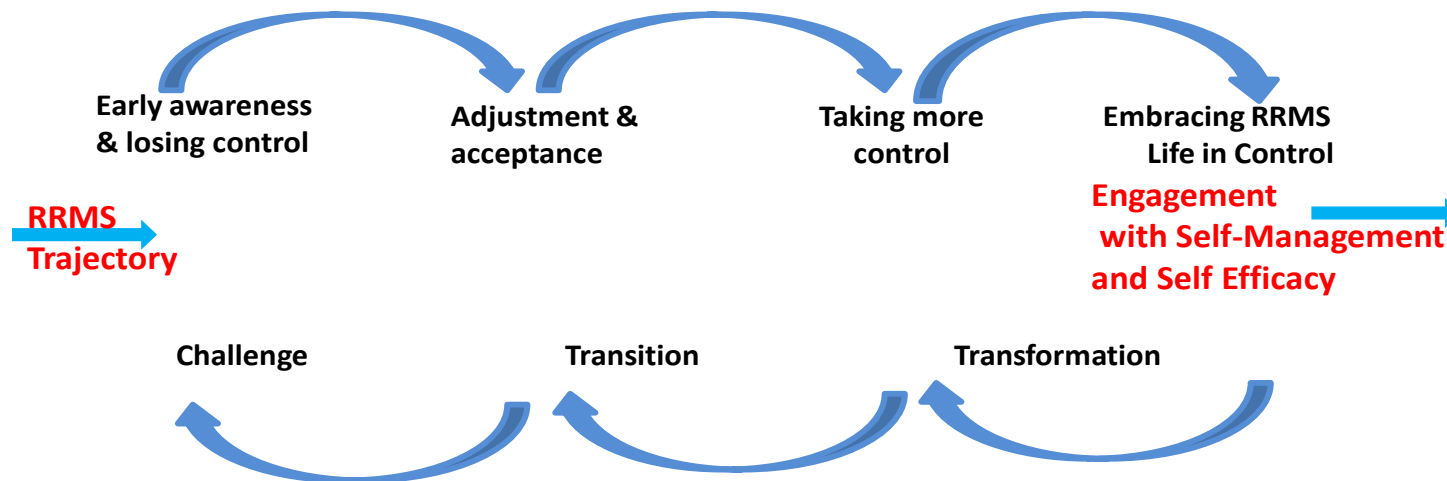 Early awareness
& losing control
Adjustment &
acceptance
Taking more
control
Embracing RRMS
Life in Control
RRMS
Trajectory
Engagement
with Self-Management
and Self Efficacy
Challenge
Transition
Transformation